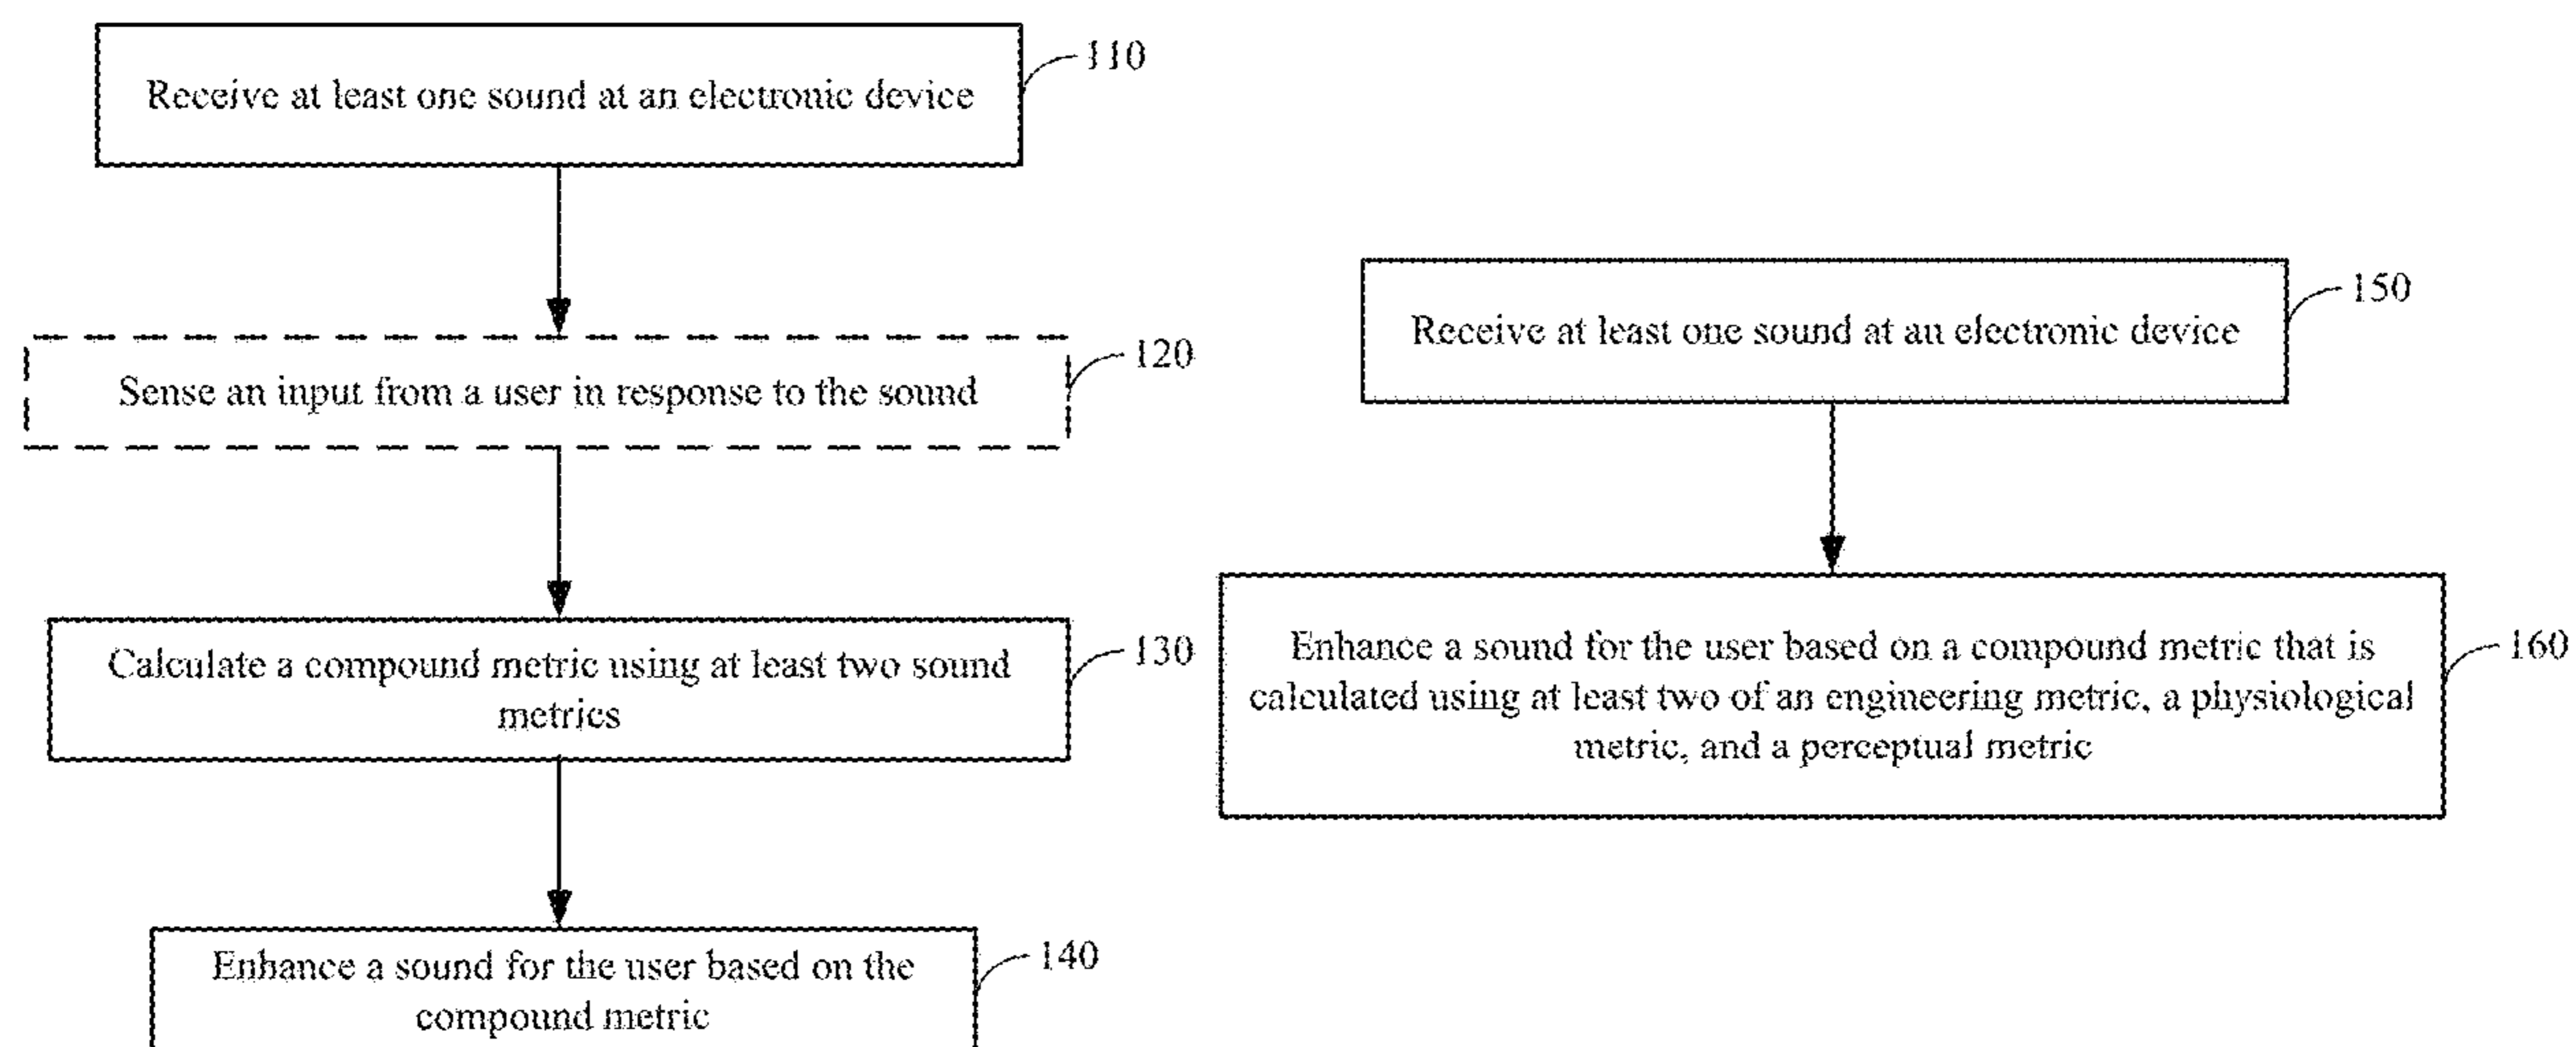 Receive at least one sound at an electronic device
110
Sense an input from a user in response to the sound
120
Calculate a compound metric using at least two sound
metrics
130
Enhance a sound for the user based on the
compound metric
140
Receive at least one sound at an electronic device
150
Enhance a sound for the user based on a compound metric that is
calculated using at least two of an engineering metric, a physiological
metric, and a perceptual metric
160